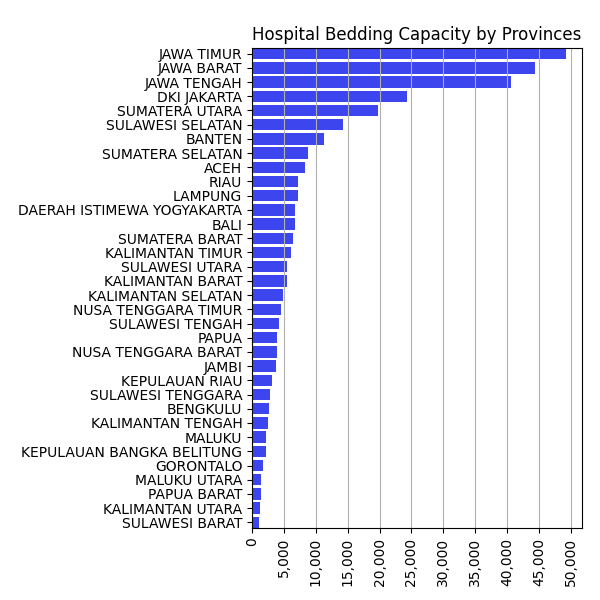 Hospital Bedding Capacity by Provinces
JAWA TIMUR
JAWA BARAT
JAWA TENGAH
DKI JAKARTA
SUMATERA UTARA
SULAWESI SELATAN
BANTEN
SUMATERA SELATAN
ACEH
RIAU
LAMPUNG
DAERAH ISTIMEWA YOGYAKARTA
BALI
SUMATERA BARAT
KALIMANTAN TIMUR
SULAWESI UTARA
KALIMANTAN BARAT
KALIMANTAN SELATAN
NUSA TENGGARA TIMUR
SULAWESI TENGAH
PAPUA
NUSA TENGGARA BARAT
JAMBI
KEPULAUAN RIAU
SULAWESI TENGGARA
BENGKULU
KALIMANTAN TENGAH
MALUKU
KEPULAUAN BANGKA BELITUNG
GORONTALO
MALUKU UTARA
PAPUA BARAT
KALIMANTAN UTARA
SULAWESI BARAT
0
5,000
10,000
15,000
20,000
25,000
30,000
35,000
40,000
45,000
50,000